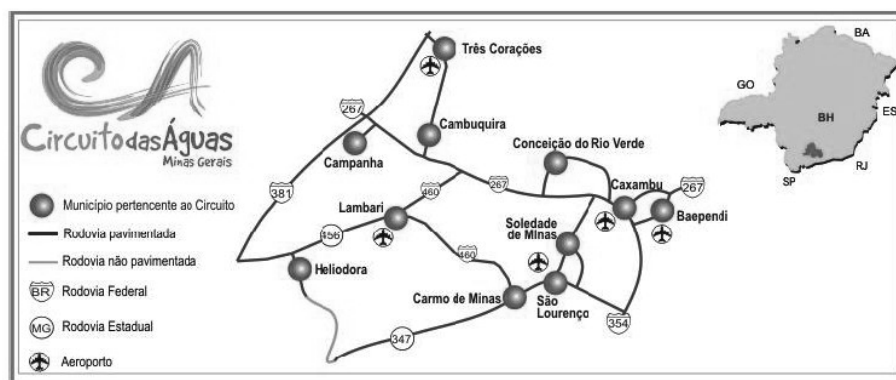 Circuito das Águas
Minas Gerais
Município pertencente ao Circuito
Rodovia pavimentada
Rodovia não pavimentada
BR Rodovia Federal
MG Rodovia Estadual
Aeroporto
Três Corações
267
Cambuquira
Campanha
Conceição do Rio Verde
381
460
267
Caxambu
267
Lambari
Baependi
456
Soledade
de Minas
460
Heliodora
Carmo de Minas
São
Lourenço
354
347
BA
GO
ES
BH
SP
RJ